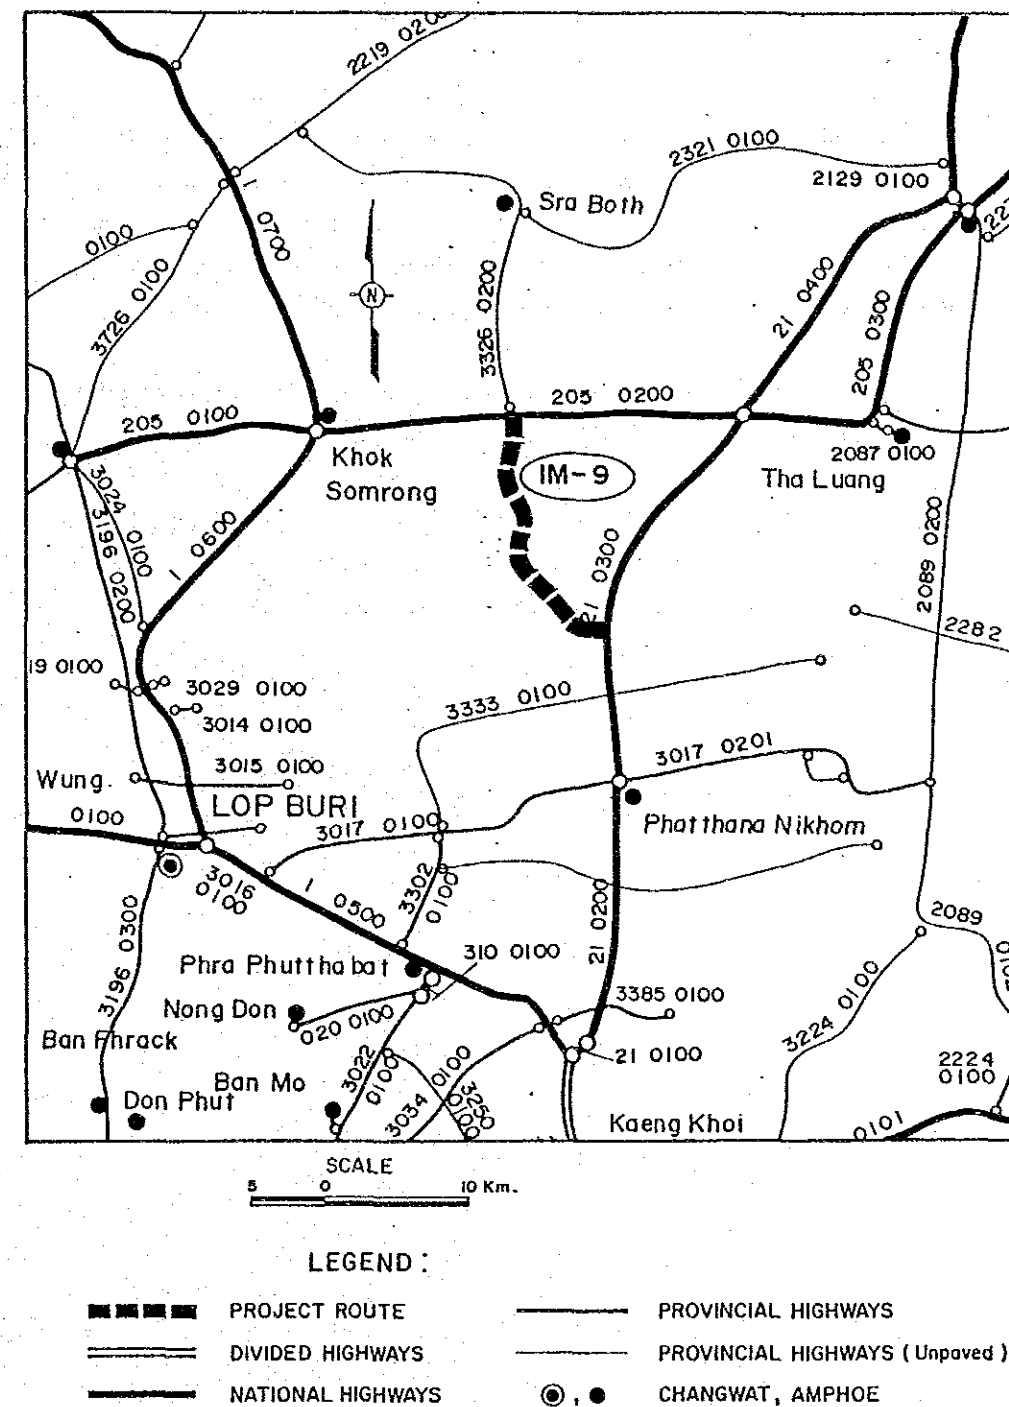 2219 0200
2321 0100
2129 0100
Sra Both
1 0700
0100
3726 0100
N
3326 0200
21 0400
205 0300
205 0100
205 0200
2087 0100
Khok
Somrong
IM-9
Tha Luang
3024 0100
3196 0200
1 0600
21 0300
2089 0200
2282
19 0100
3029 0100
3014 0100
3333 0100
3015 0100
3017 0201
Wung
LOP BURI
0100
3017 0100
Phatthana Nikhom
3016
0100
1 0500
3302
0100
21 0200
2089
3196 0300
Phra Phutthabat
310 0100
Nong Don
020 0100
3385 0100
3224 0100
Ban Fhrack
21 0100
2224
0100
Ban Mo
3022
0100
3034 0100
3250
0100
Don Phut
Kaeng Khoi
0101
SCALE
5 0 10 Km.
LEGEND :
PROJECT ROUTE
PROVINCIAL HIGHWAYS
DIVIDED HIGHWAYS
PROVINCIAL HIGHWAYS ( Unpaved )
NATIONAL HIGHWAYS
, CHANGWAT, AMPHOE